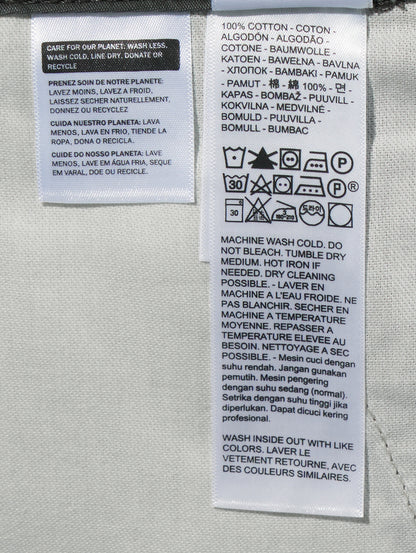 CARE FOR OUR PLANET: WASH LESS.
WASH COLD. LINE DRY. DONATE OR
RECYCLE
PRENEZ SOIN DE NOTRE PLANETE:
LAVEZ MOINS, LAVEZ A FROID,
LAISSEZ SECHER NATURELLEMENT,
DONNEZ OU RECYCLEZ
CUIDA NUESTRO PLANETA: LAVA
MENOS, LAVA EN FRIO, TIENDE LA
ROPA, DONA O RECICLA.
CUIDE DO NOSSO PLANETA: LAVE
MENOS, LAVE EM ÁGUA FRIA, SEQUE
EM VARAL, DOE OU RECICLE.
100% COTTON - COTON -
ALGODÓN - ALGODÃO -
COTONE - BAUMWOLLE -
KATOEN - BAWEŁNA - BAVLNA
- ХЛОПОК - BAMBAKI - PAMUK
- PAMUT - 棉 - 綿 100% - 면 -
KAPAS - BOMBAŽ - PUUVILL -
KOKVILNA - MEDVILNĖ -
BOMULD - PUUVILLA -
BOMULL - BUMBAC
P
30 P ®
30 180-210 드라이
MACHINE WASH COLD. DO
NOT BLEACH. TUMBLE DRY
MEDIUM. HOT IRON IF
NEEDED. DRY CLEANING
POSSIBLE. - LAVER EN
MACHINE A L'EAU FROIDE. NE
PAS BLANCHIR. SECHER EN
MACHINE A TEMPERATURE
MOYENNE. REPASSER A
TEMPERATURE ELEVEE AU
BESOIN. NETTOYAGE A SEC
POSSIBLE. - Mesin cuci dengan
suhu rendah. Jangan gunakan
pemutih. Mesin pengering
dengan suhu sedang (normal).
Setrika dengan suhu tinggi jika
diperlukan. Dapat dicuci kering
profesional.
WASH INSIDE OUT WITH LIKE
COLORS. LAVER LE
VETEMENT RETOURNE, AVEC
DES COULEURS SIMILAIRES.